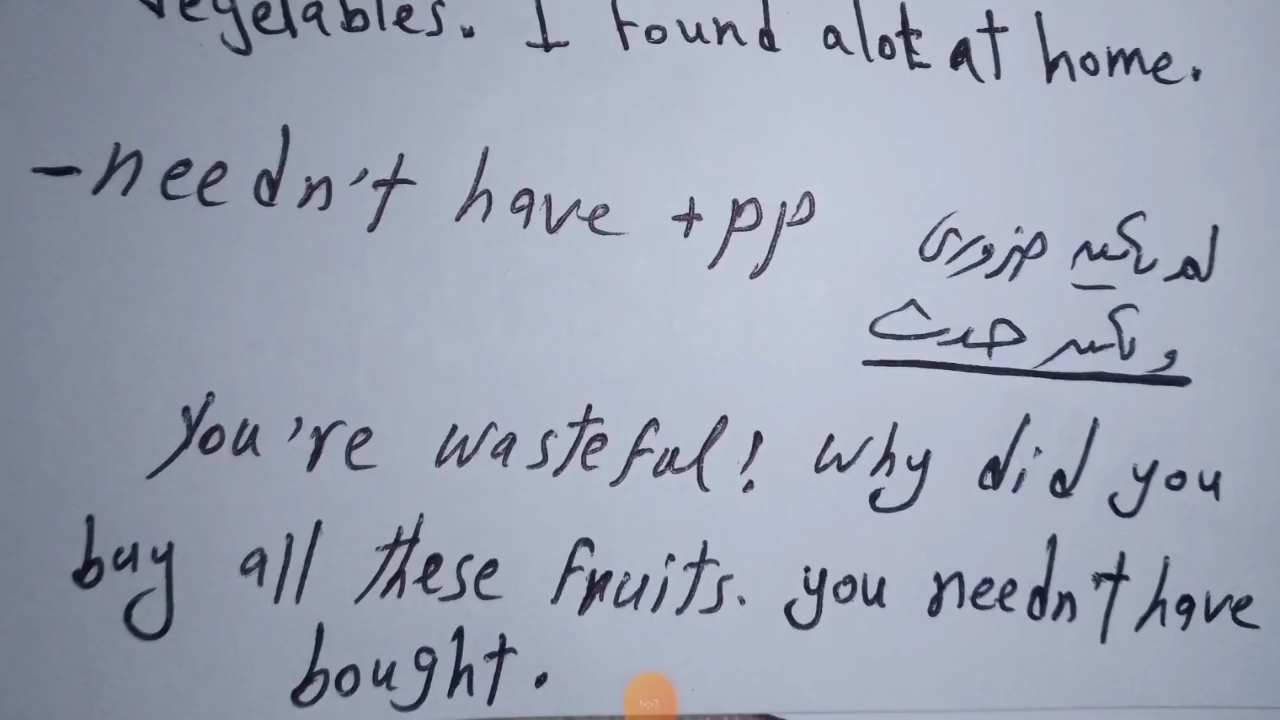 vegetables. I found alot at home.
- needn't have + pp
لم يكن ضروري
ولكن حدث
You're wasteful! why did you
buy all these fruits. you needn't have
bought.